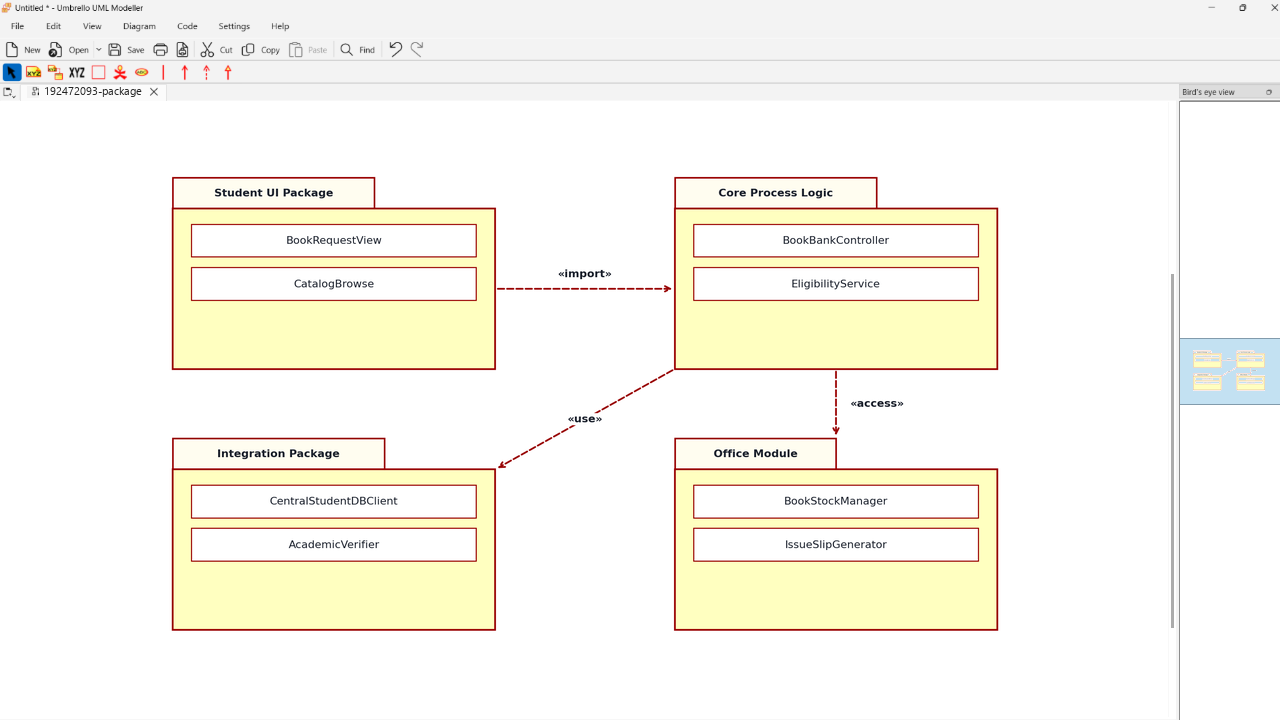 Untitled * - Umbrello UML Modeller
File Edit View Diagram Code Settings Help
New Open Save Cut Copy Paste Find
XYZ XYZ abc
192472093-package
Bird's eye view
Student UI Package
BookRequestView
CatalogBrowse
«import»
Core Process Logic
BookBankController
EligibilityService
«use»
«access»
Integration Package
CentralStudentDBClient
AcademicVerifier
Office Module
BookStockManager
IssueSlipGenerator